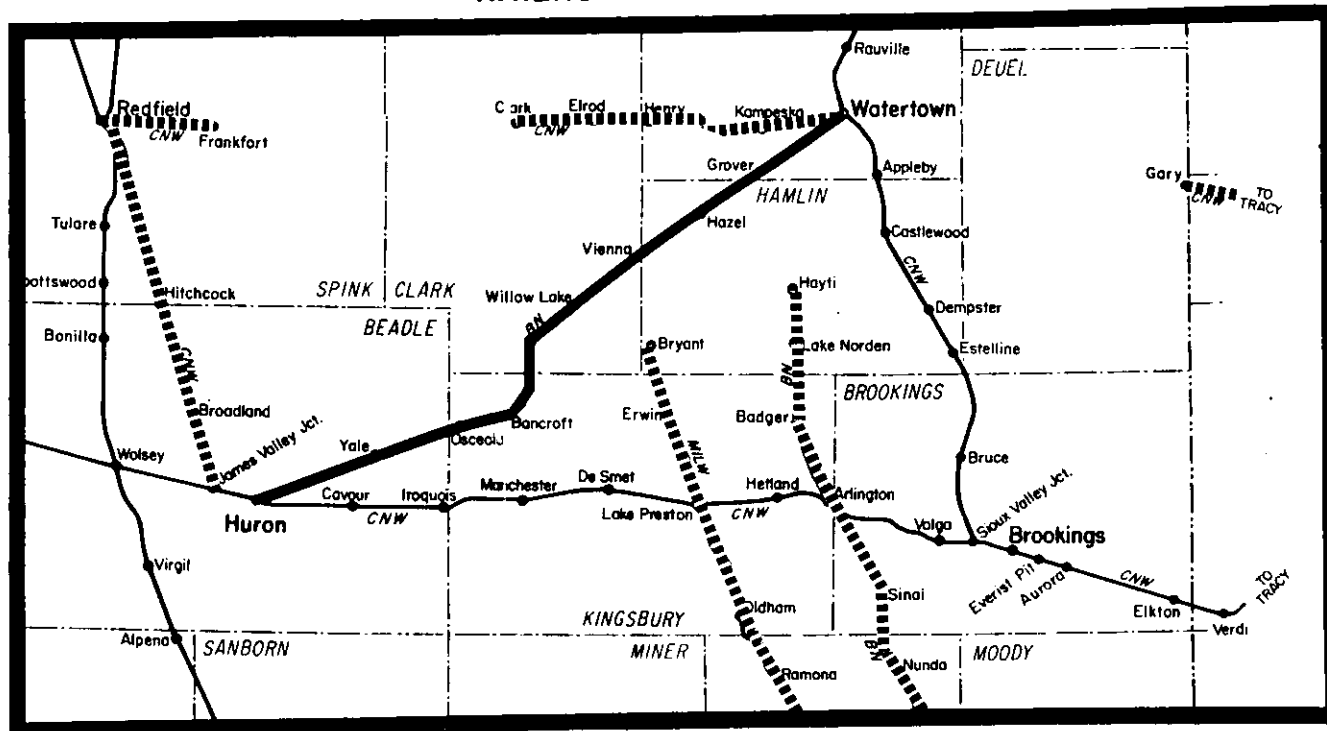 Rauville
DEUEL
Redfield
CNW
Frankfort
Clark
Elrod
Henry
Kampeska
Watertown
CNW
Grover
Appleby
Gary
CNW
TO
TRACY
HAMLIN
Hazel
Tulare
Castlewood
Vienna
CNW
ottswood
Hitchcock
SPINK
CLARK
Willow Lake
Hayti
Dempster
BEADLE
BN
Bonilla
Bryant
Lake Norden
Estelline
CNW
BN
BROOKINGS
Broadland
Erwin
Badger
Bancroft
Osceola
Yale
James Valley Jct.
Wolsey
MILW
Bruce
Sioux Valley Jct.
Huron
Cavour
CNW
Iroquois
Manchester
De Smet
Lake Preston
CNW
Hetland
Arlington
Volga
Brookings
Everist Pit
Aurora
CNW
Elkton
Verdi
TO
TRACY
Virgil
Sinai
Oldham
KINGSBURY
Alpena
SANBORN
MINER
BN
Nunda
MOODY
Ramona